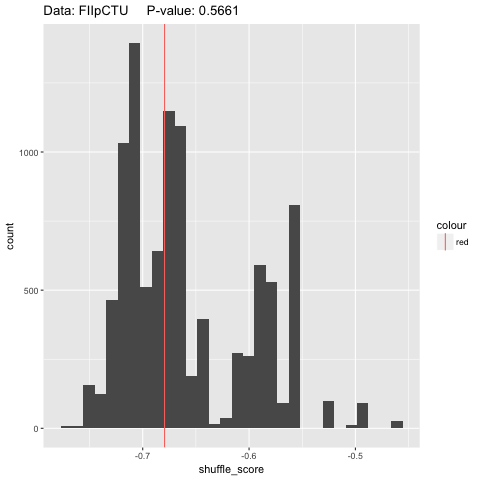 Data: FIIpCTU     P-value: 0.5661
1000
500
0
count
-0.7
-0.6
-0.5
shuffle_score
colour
red